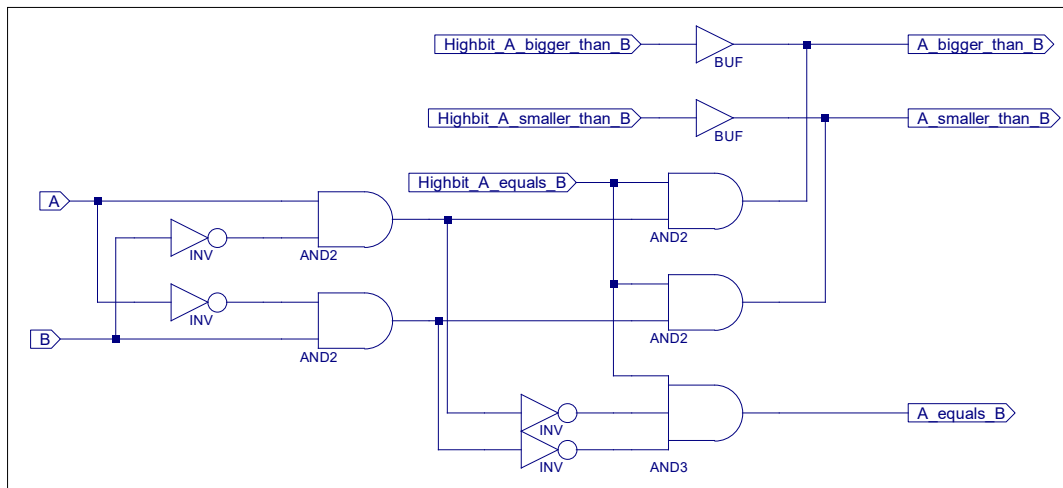 Highbit_A_bigger_than_B
BUF
A_bigger_than_B
Highbit_A_smaller_than_B
BUF
A_smaller_than_B
Highbit_A_equals_B
A
INV
AND2
AND2
INV
B
AND2
AND2
INV
INV
AND3
A_equals_B